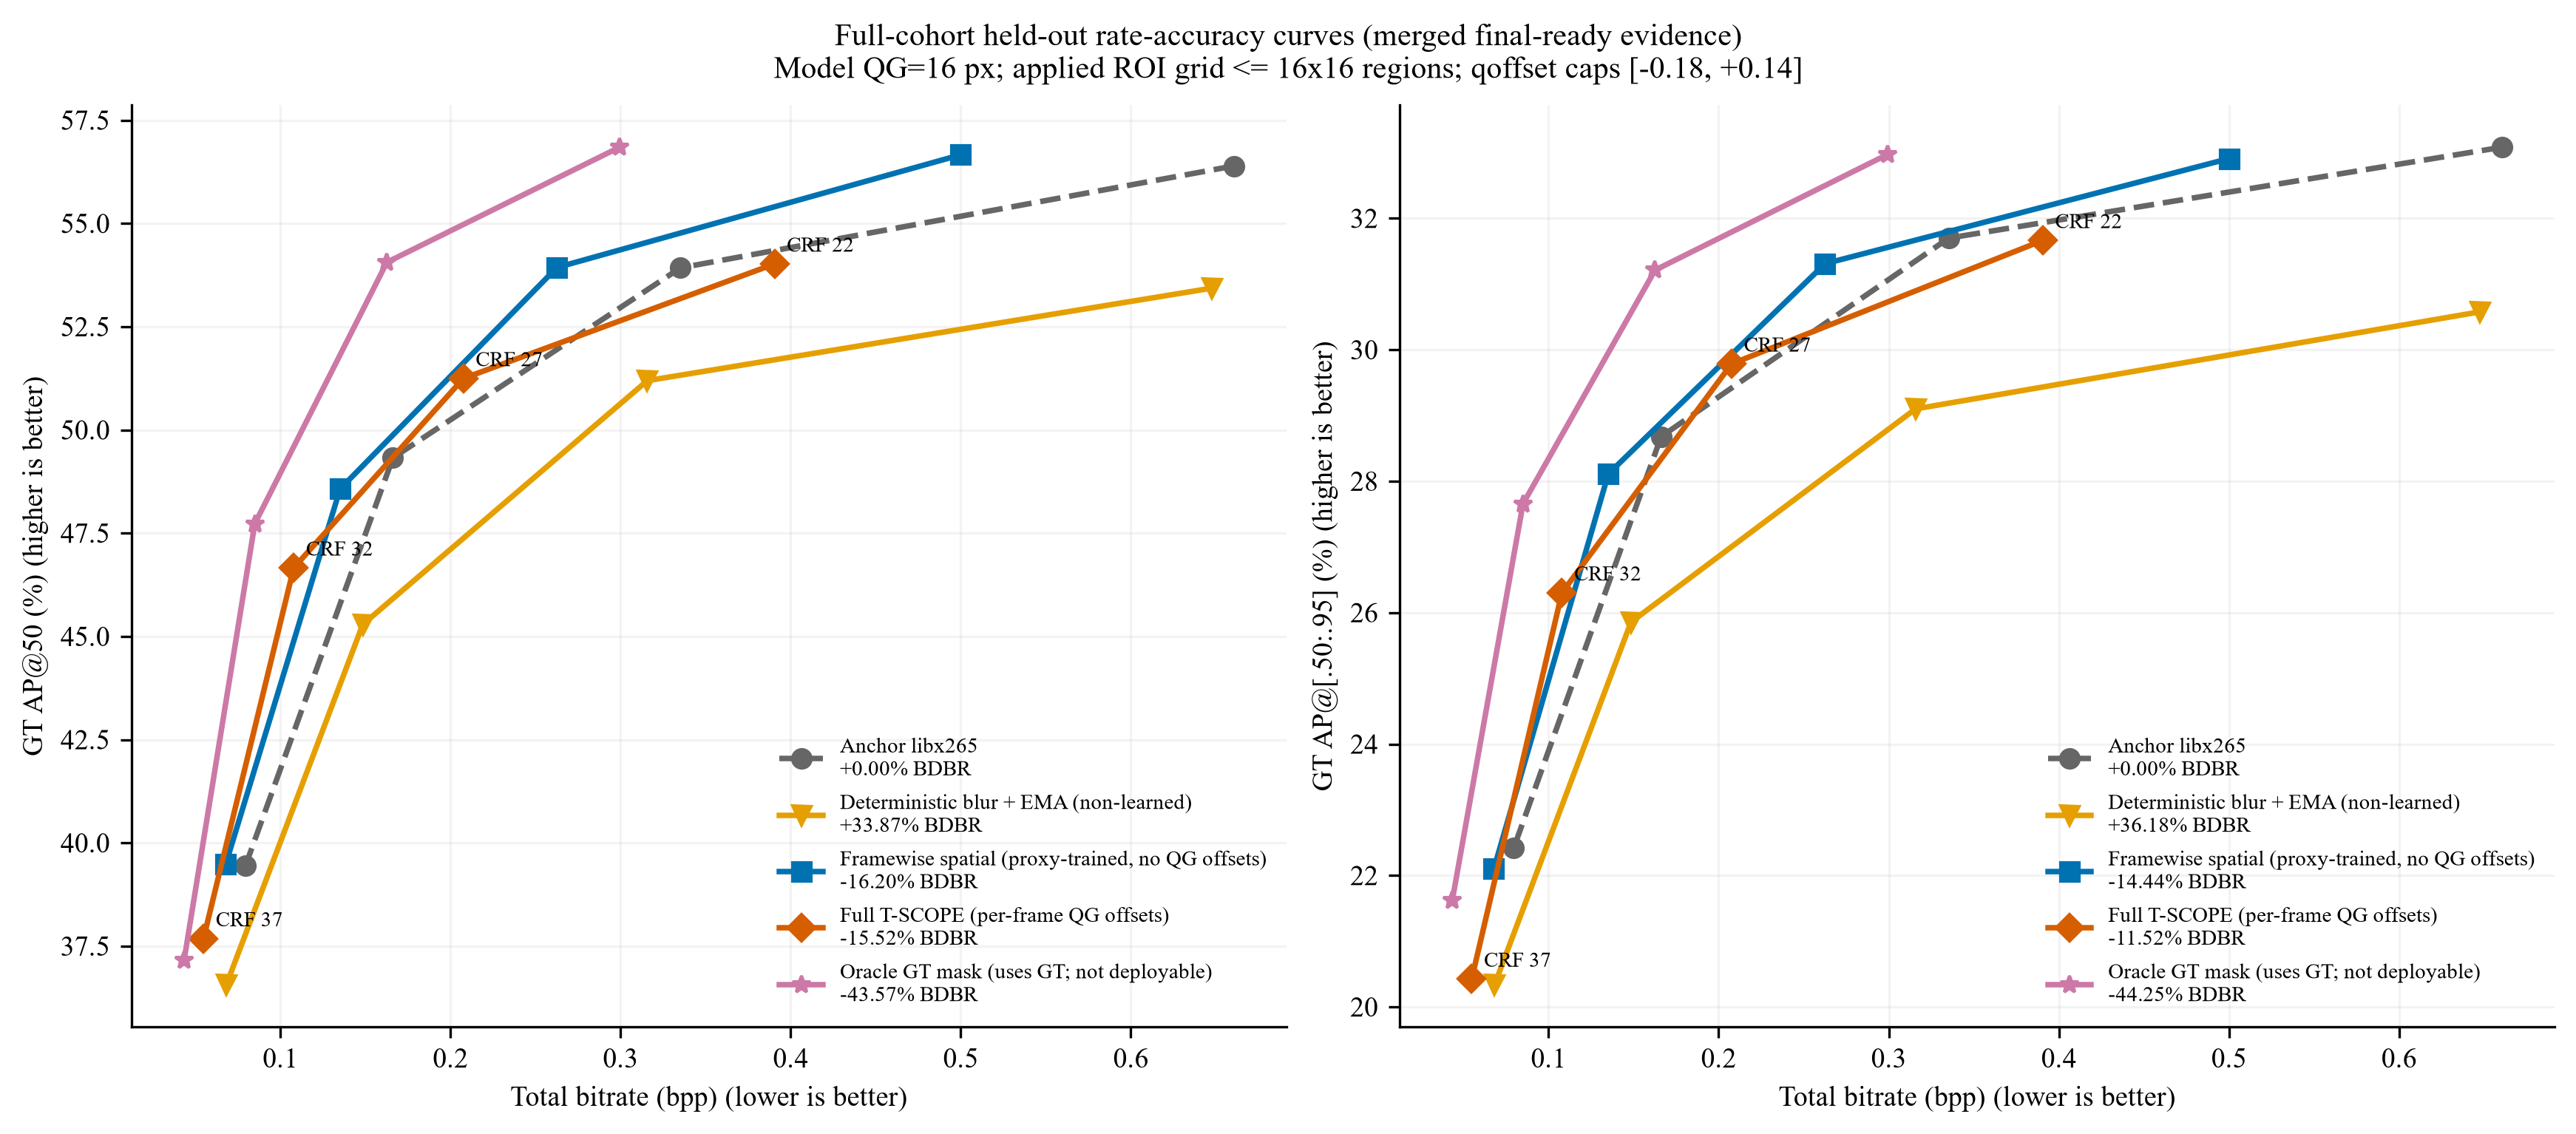 Full-cohort held-out rate-accuracy curves (merged final-ready evidence)
Model QG=16 px; applied ROI grid <= 16x16 regions; qoffset caps [-0.18, +0.14]
GT AP@50 (%) (higher is better)
57.5
55.0
52.5
50.0
47.5
45.0
42.5
40.0
37.5
CRF 22
CRF 27
CRF 32
CRF 37
Anchor libx265
+0.00% BDBR
Deterministic blur + EMA (non-learned)
+33.87% BDBR
Framewise spatial (proxy-trained, no QG offsets)
-16.20% BDBR
Full T-SCOPE (per-frame QG offsets)
-15.52% BDBR
Oracle GT mask (uses GT; not deployable)
-43.57% BDBR
0.1
0.2
0.3
0.4
0.5
0.6
Total bitrate (bpp) (lower is better)
GT AP@[.50:.95] (%) (higher is better)
32
30
28
26
24
22
20
CRF 22
CRF 27
CRF 32
CRF 37
Anchor libx265
+0.00% BDBR
Deterministic blur + EMA (non-learned)
+36.18% BDBR
Framewise spatial (proxy-trained, no QG offsets)
-14.44% BDBR
Full T-SCOPE (per-frame QG offsets)
-11.52% BDBR
Oracle GT mask (uses GT; not deployable)
-44.25% BDBR
0.1
0.2
0.3
0.4
0.5
0.6
Total bitrate (bpp) (lower is better)